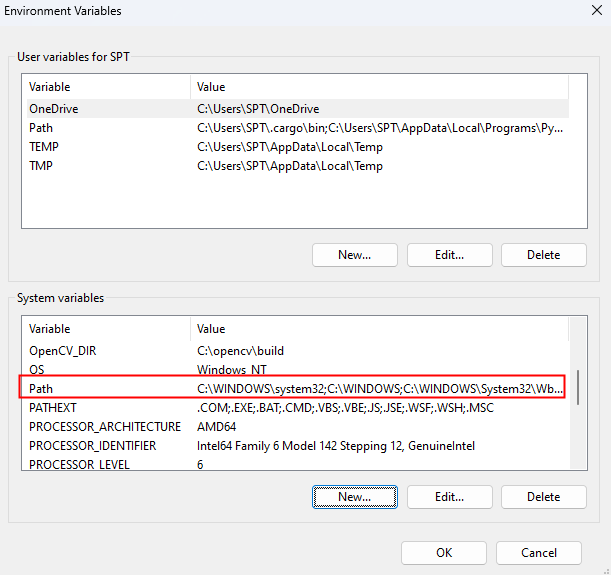 Environment Variables
User variables for SPT
Variable Value
OneDrive C:\Users\SPT\OneDrive
Path C:\Users\SPT\.cargo\bin;C:\Users\SPT\AppData\Local\Programs\Py...
TEMP C:\Users\SPT\AppData\Local\Temp
TMP C:\Users\SPT\AppData\Local\Temp
New... Edit... Delete
System variables
Variable Value
OpenCV_DIR C:\opencv\build
OS Windows_NT
Path C:\WINDOWS\system32;C:\WINDOWS;C:\WINDOWS\System32\Wb...
PATHEXT .COM;.EXE;.BAT;.CMD;.VBS;.VBE;.JS;.JSE;.WSF;.WSH;.MSC
PROCESSOR_ARCHITECTURE AMD64
PROCESSOR_IDENTIFIER Intel64 Family 6 Model 142 Stepping 12, GenuineIntel
PROCESSOR_LEVEL 6
New... Edit... Delete
OK Cancel